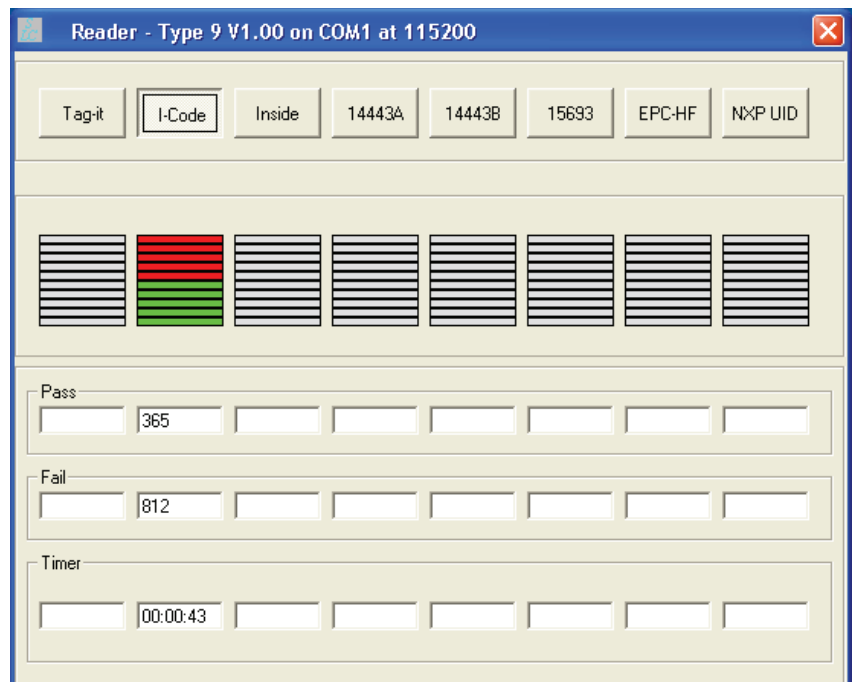 Reader - Type 9 V1.00 on COM1 at 115200
Tag-it I-Code Inside 14443A 14443B 15693 EPC-HF NXP UID
Pass
365
Fail
812
Timer
00:00:43